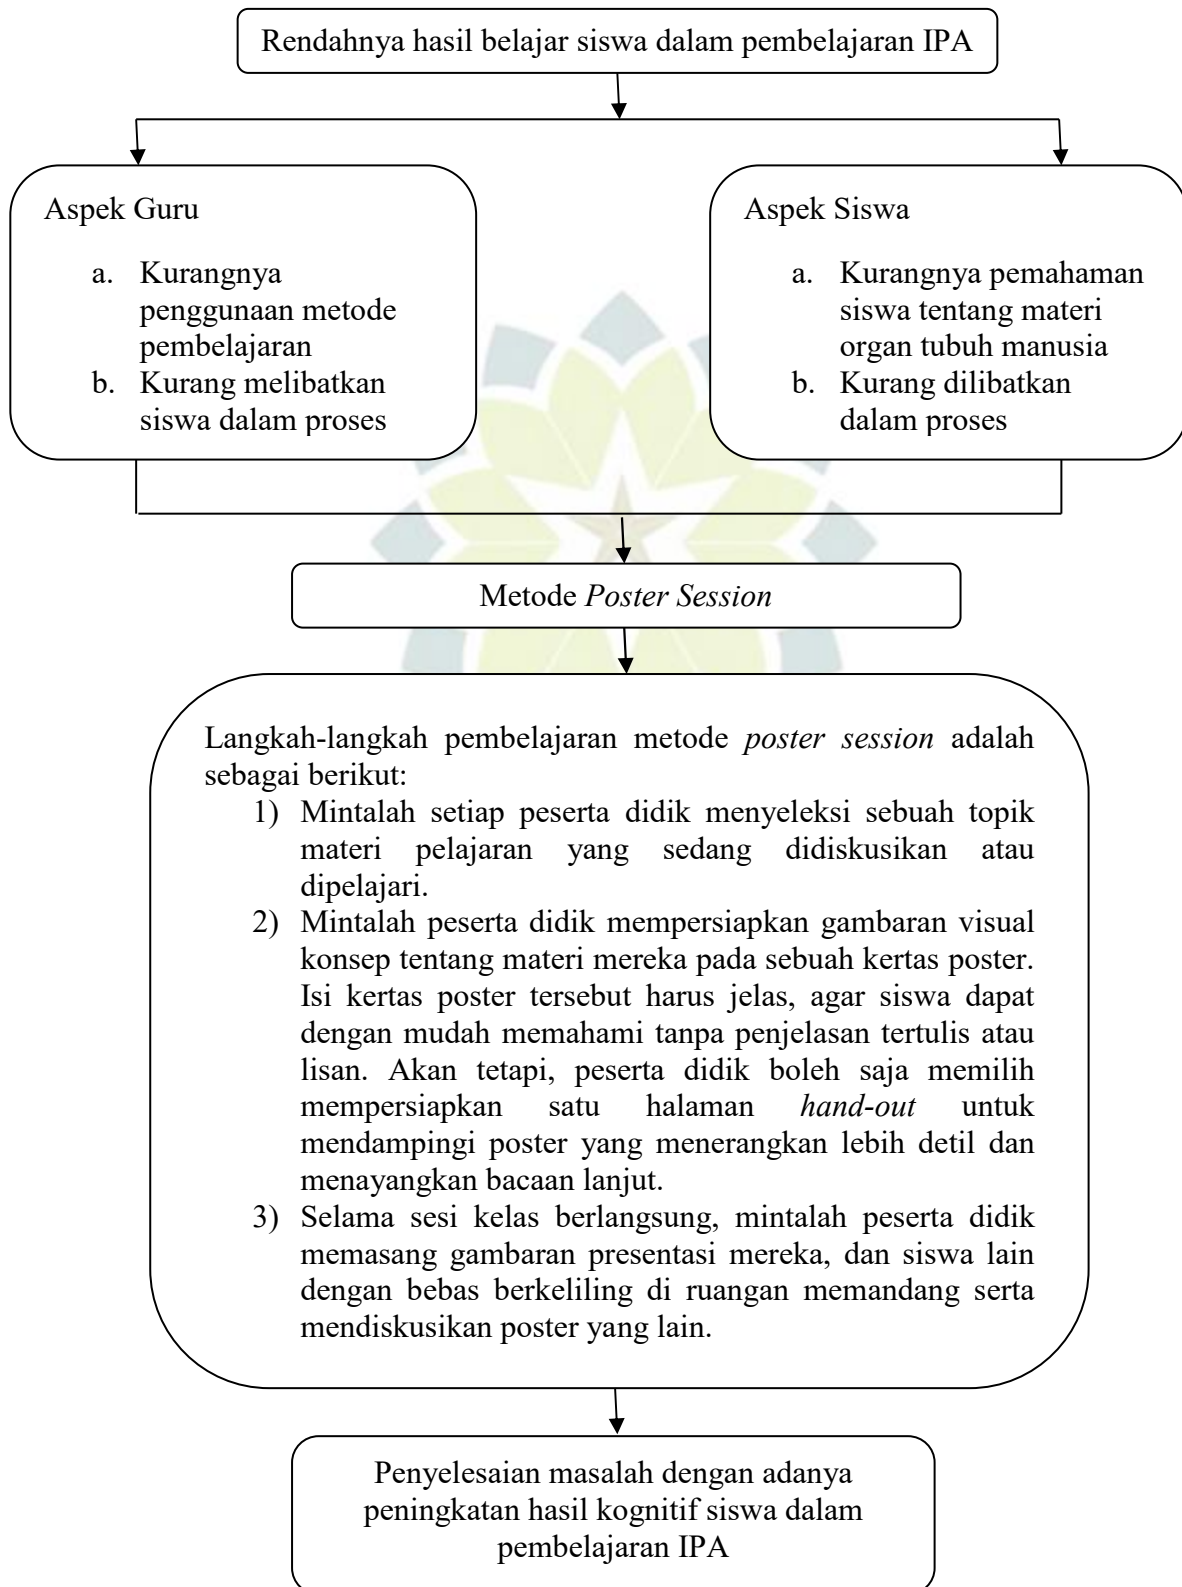 Rendahnya hasil belajar siswa dalam pembelajaran IPA
Aspek Guru
a. Kurangnya
penggunaan metode
pembelajaran
b. Kurang melibatkan
siswa dalam proses
Aspek Siswa
a. Kurangnya pemahaman
siswa tentang materi
organ tubuh manusia
b. Kurang dilibatkan
dalam proses
Metode Poster Session
Langkah-langkah pembelajaran metode poster session adalah
sebagai berikut:
1) Mintalah setiap peserta didik menyeleksi sebuah topik
materi pelajaran yang sedang didiskusikan atau
dipelajari.
2) Mintalah peserta didik mempersiapkan gambaran visual
konsep tentang materi mereka pada sebuah kertas poster.
Isi kertas poster tersebut harus jelas, agar siswa dapat
dengan mudah memahami tanpa penjelasan tertulis atau
lisan. Akan tetapi, peserta didik boleh saja memilih
mempersiapkan satu halaman hand-out untuk
mendampingi poster yang menerangkan lebih detil dan
menayangkan bacaan lanjut.
3) Selama sesi kelas berlangsung, mintalah peserta didik
memasang gambaran presentasi mereka, dan siswa lain
dengan bebas berkeliling di ruangan memandang serta
mendiskusikan poster yang lain.
Penyelesaian masalah dengan adanya
peningkatan hasil kognitif siswa dalam
pembelajaran IPA